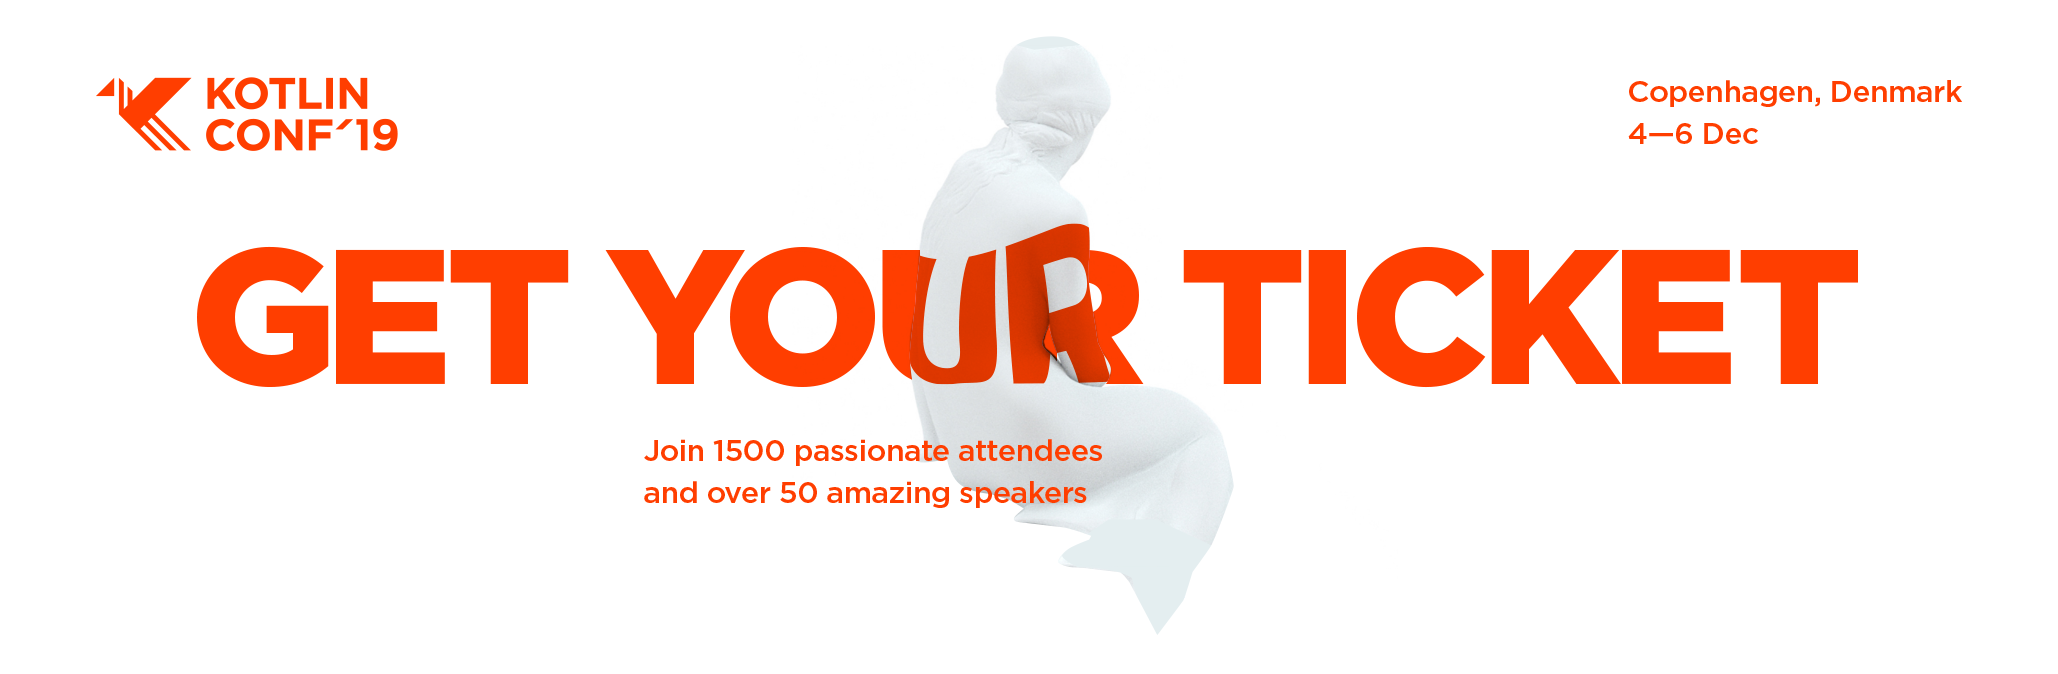 KOTLIN
CONF´19
Copenhagen, Denmark
4—6 Dec
GET YOUR TICKET
Join 1500 passionate attendees
and over 50 amazing speakers